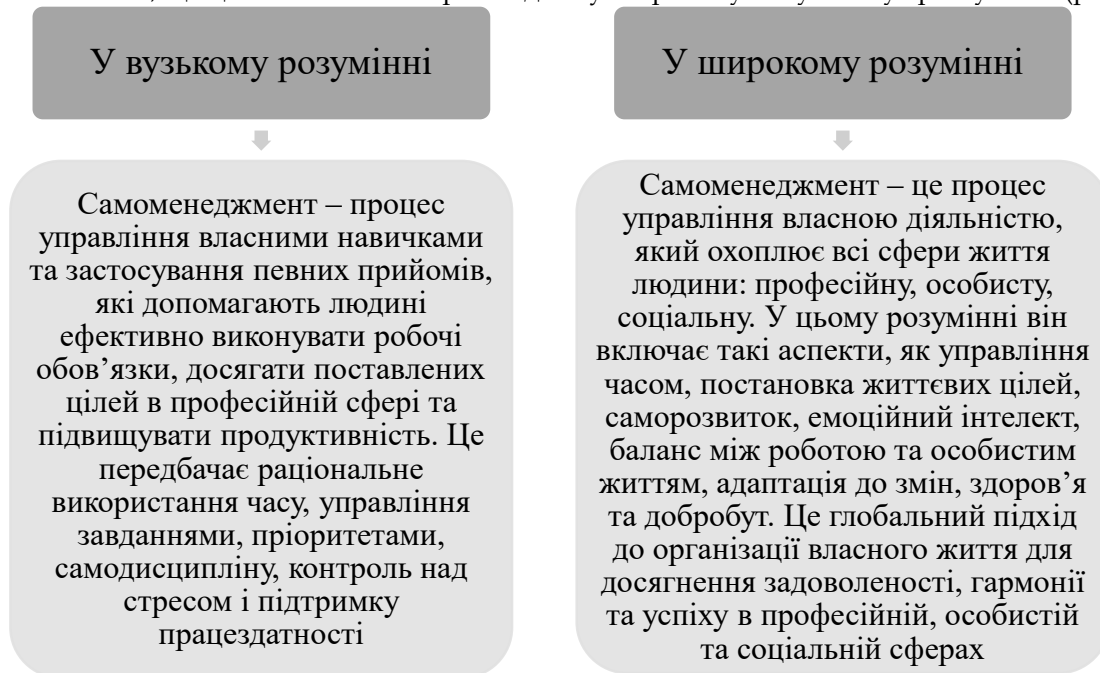 У вузькому розумінні
Самоменеджмент – процес
управління власними навичками
та застосування певних прийомів,
які допомагають людині
ефективно виконувати робочі
обов’язки, досягати поставлених
цілей в професійній сфері та
підвищувати продуктивність. Це
передбачає раціональне
використання часу, управління
завданнями, пріоритетами,
самодисципліну, контроль над
стресом і підтримку
працездатності
У широкому розумінні
Самоменеджмент – це процес
управління власною діяльністю,
який охоплює всі сфери життя
людини: професійну, особисту,
соціальну. У цьому розумінні він
включає такі аспекти, як управління
часом, постановка життєвих цілей,
саморозвиток, емоційний інтелект,
баланс між роботою та особистим
життям, адаптація до змін, здоров’я
та добробут. Це глобальний підхід
до організації власного життя для
досягнення задоволеності, гармонії
та успіху в професійній, особистій
та соціальній сферах